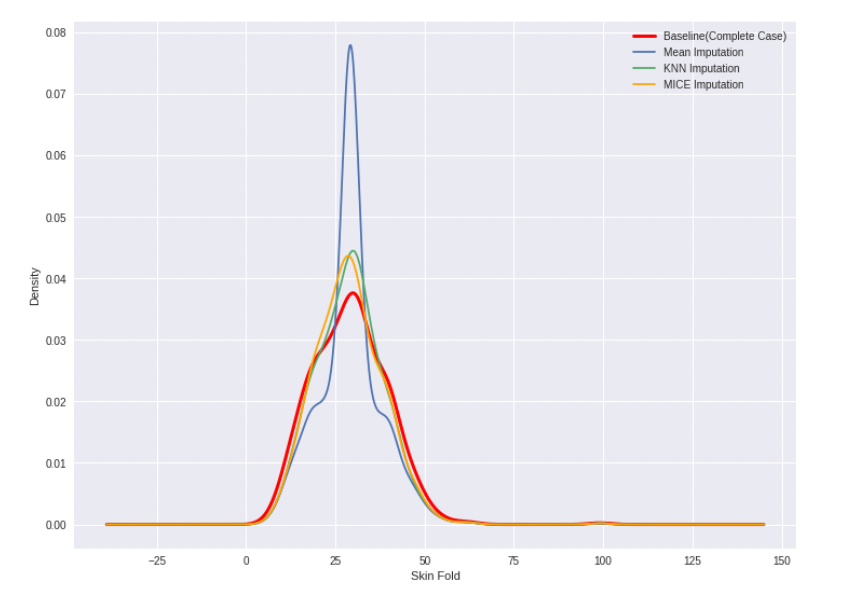 Baseline(Complete Case)
Mean Imputation
KNN Imputation
MICE Imputation
0.08
0.07
0.06
0.05
0.04
0.03
0.02
0.01
0.00
Density
−25 0 25 50 75 100 125 150
Skin Fold